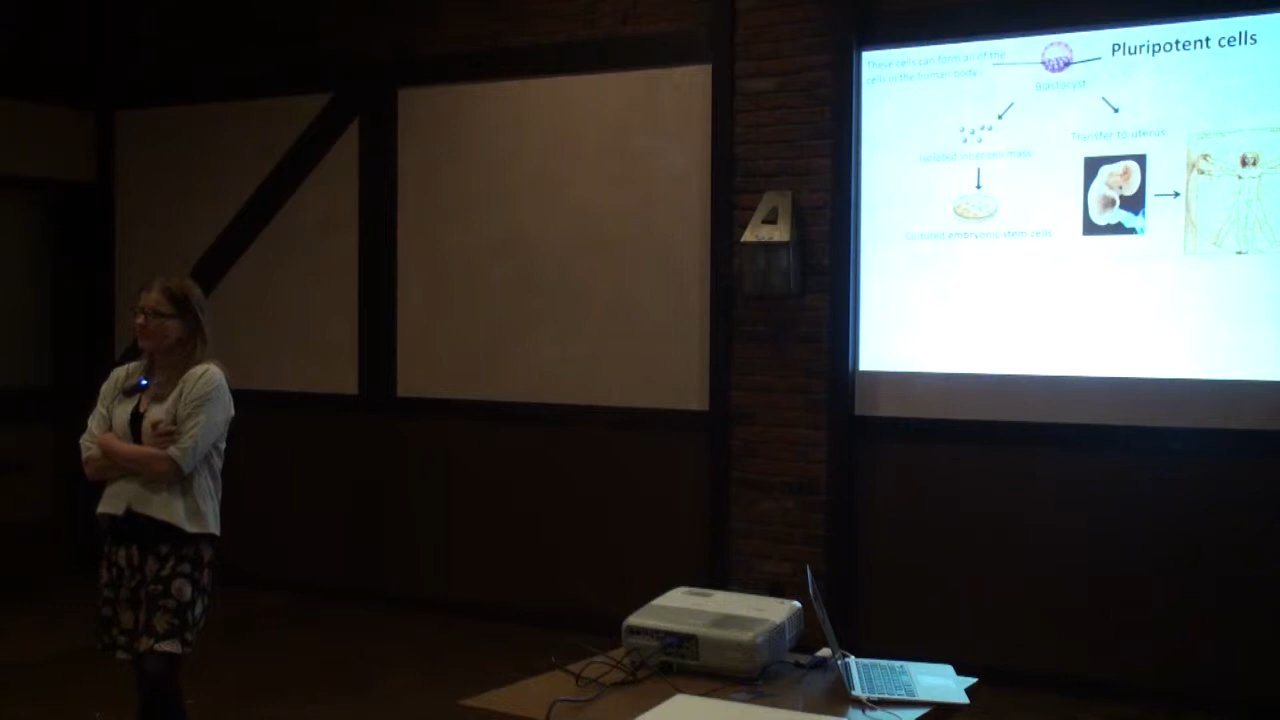 Pluripotent cells
These cells can form all of the
cells in the human body
Blastocyst
Transfer to uterus
Isolated inner cell mass
Cultured embryonic stem cells